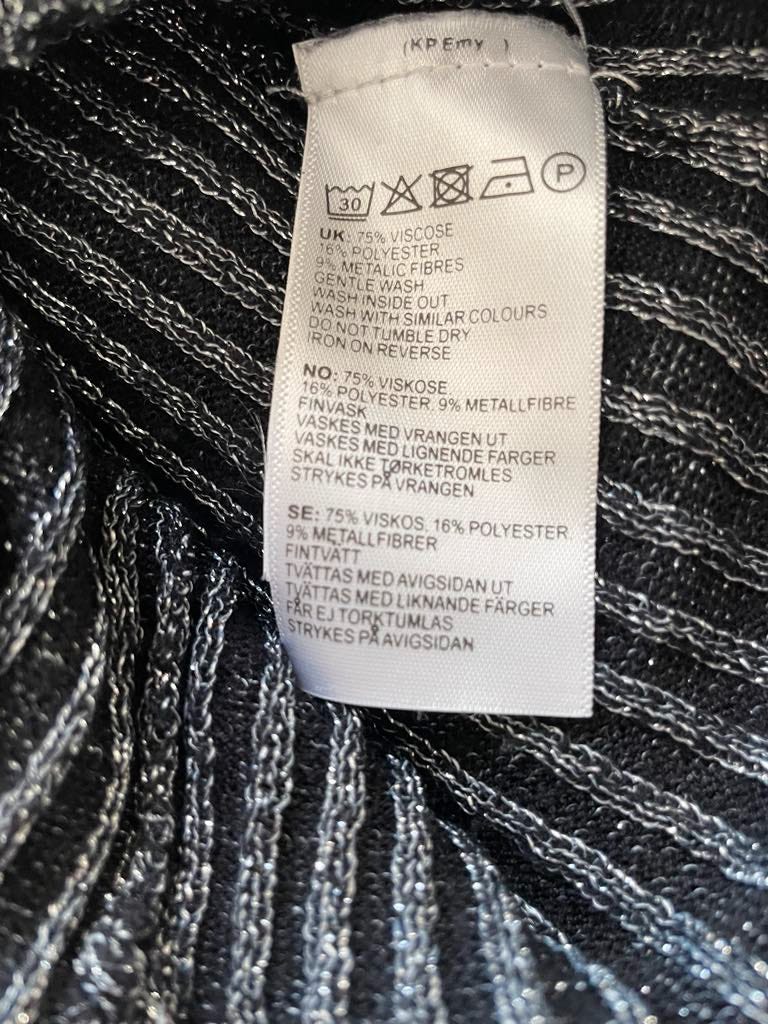 (KPEmy )
30
P
UK: 75% VISCOSE
16% POLYESTER
9% METALIC FIBRES
GENTLE WASH
WASH INSIDE OUT
WASH WITH SIMILAR COLOURS
DO NOT TUMBLE DRY
IRON ON REVERSE
NO: 75% VISKOSE
16% POLYESTER. 9% METALLFIBRE
FINVASK
VASKES MED VRANGEN UT
VASKES MED LIGNENDE FARGER
SKAL IKKE TØRKETROMLES
STRYKES PÅ VRANGEN
SE: 75% VISKOS. 16% POLYESTER.
9% METALLFIBRER
FINTVÄTT
TVÄTTAS MED AVIGSIDAN UT
TVÄTTAS MED LIKNANDE FÄRGER
FÅR EJ TORKTUMLAS
STRYKES PÅ AVIGSIDAN